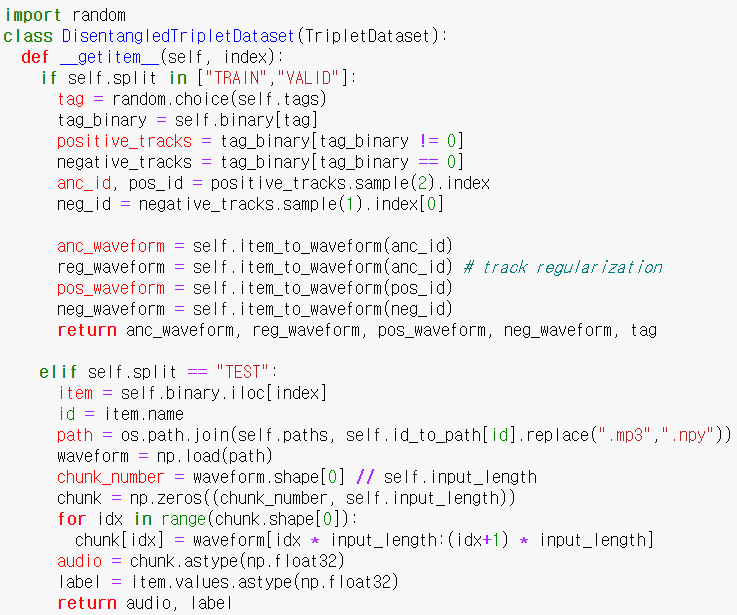 import random
class DisentangledTripletDataset(TripletDataset):
  def __getitem__(self, index):
    if self.split in ["TRAIN","VALID"]:
      tag = random.choice(self.tags)
      tag_binary = self.binary[tag]
      positive_tracks = tag_binary[tag_binary != 0]
      negative_tracks = tag_binary[tag_binary == 0]
      anc_id, pos_id = positive_tracks.sample(2).index
      neg_id = negative_tracks.sample(1).index[0]

      anc_waveform = self.item_to_waveform(anc_id)
      reg_waveform = self.item_to_waveform(anc_id) # track regularization
      pos_waveform = self.item_to_waveform(pos_id)
      neg_waveform = self.item_to_waveform(neg_id)
      return anc_waveform, reg_waveform, pos_waveform, neg_waveform, tag

    elif self.split == "TEST":
      item = self.binary.iloc[index]
      id = item.name
      path = os.path.join(self.paths, self.id_to_path[id].replace(".mp3",".npy"))
      waveform = np.load(path)
      chunk_number = waveform.shape[0] // self.input_length
      chunk = np.zeros((chunk_number, self.input_length))
      for idx in range(chunk.shape[0]):
        chunk[idx] = waveform[idx * input_length:(idx+1) * input_length]
      audio = chunk.astype(np.float32)
      label = item.values.astype(np.float32)
      return audio, label